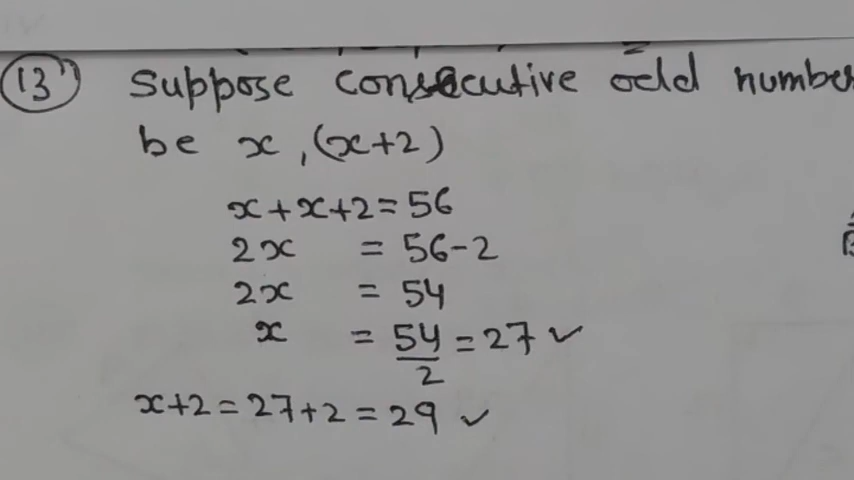 13) Suppose consecutive odd number
be x, (x+2)
x+x+2=56
2x = 56-2
2x = 54
x = 54/2 = 27 ✓
x+2=27+2=29 ✓